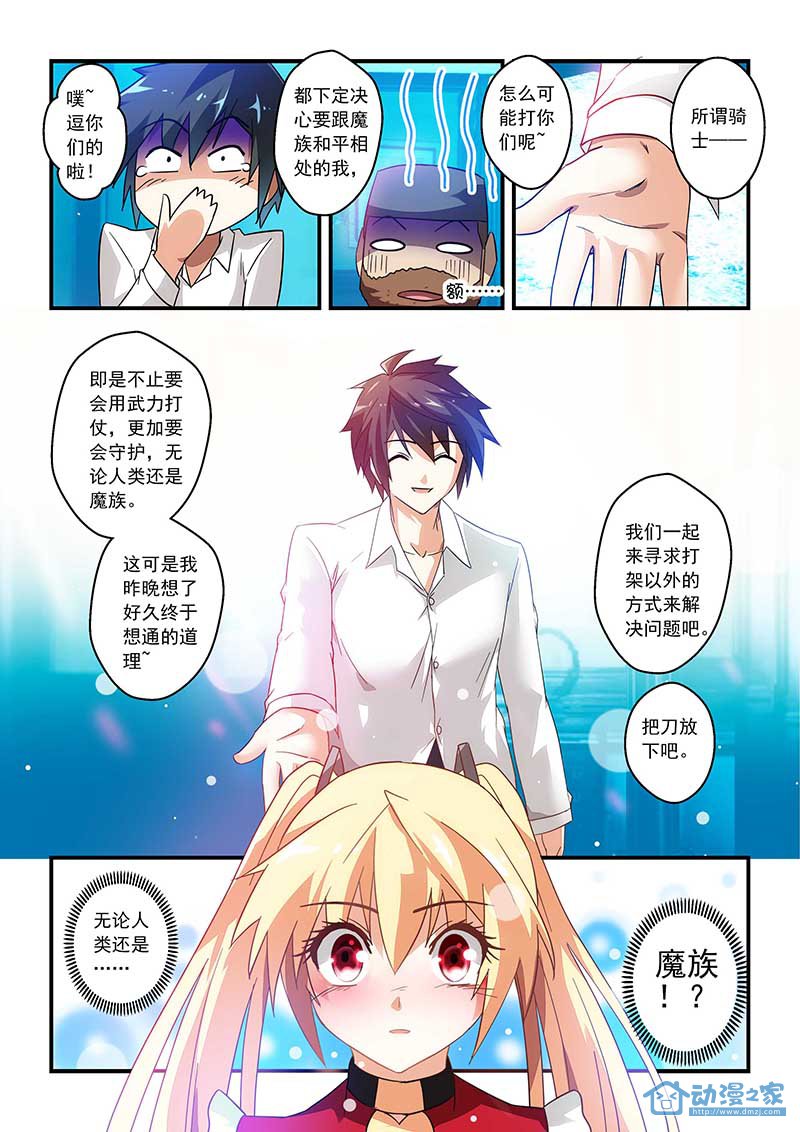 噗~
逗你
们的
啦！
都下定决
心要跟魔
族和平相
处的我，
额……
怎么可
能打你
们呢~
所谓骑
士——
即是不止要
会用武力打
仗，更加要
会守护，无
论人类还是
魔族。
这可是我
昨晚想了
好久终于
想通的道
理~
我们一起
来寻求打
架以外的
方式来解
决问题吧。
把刀放
下吧。
无论人
类还是
……
魔族
！？
动漫之家
http://www.dmzj.com